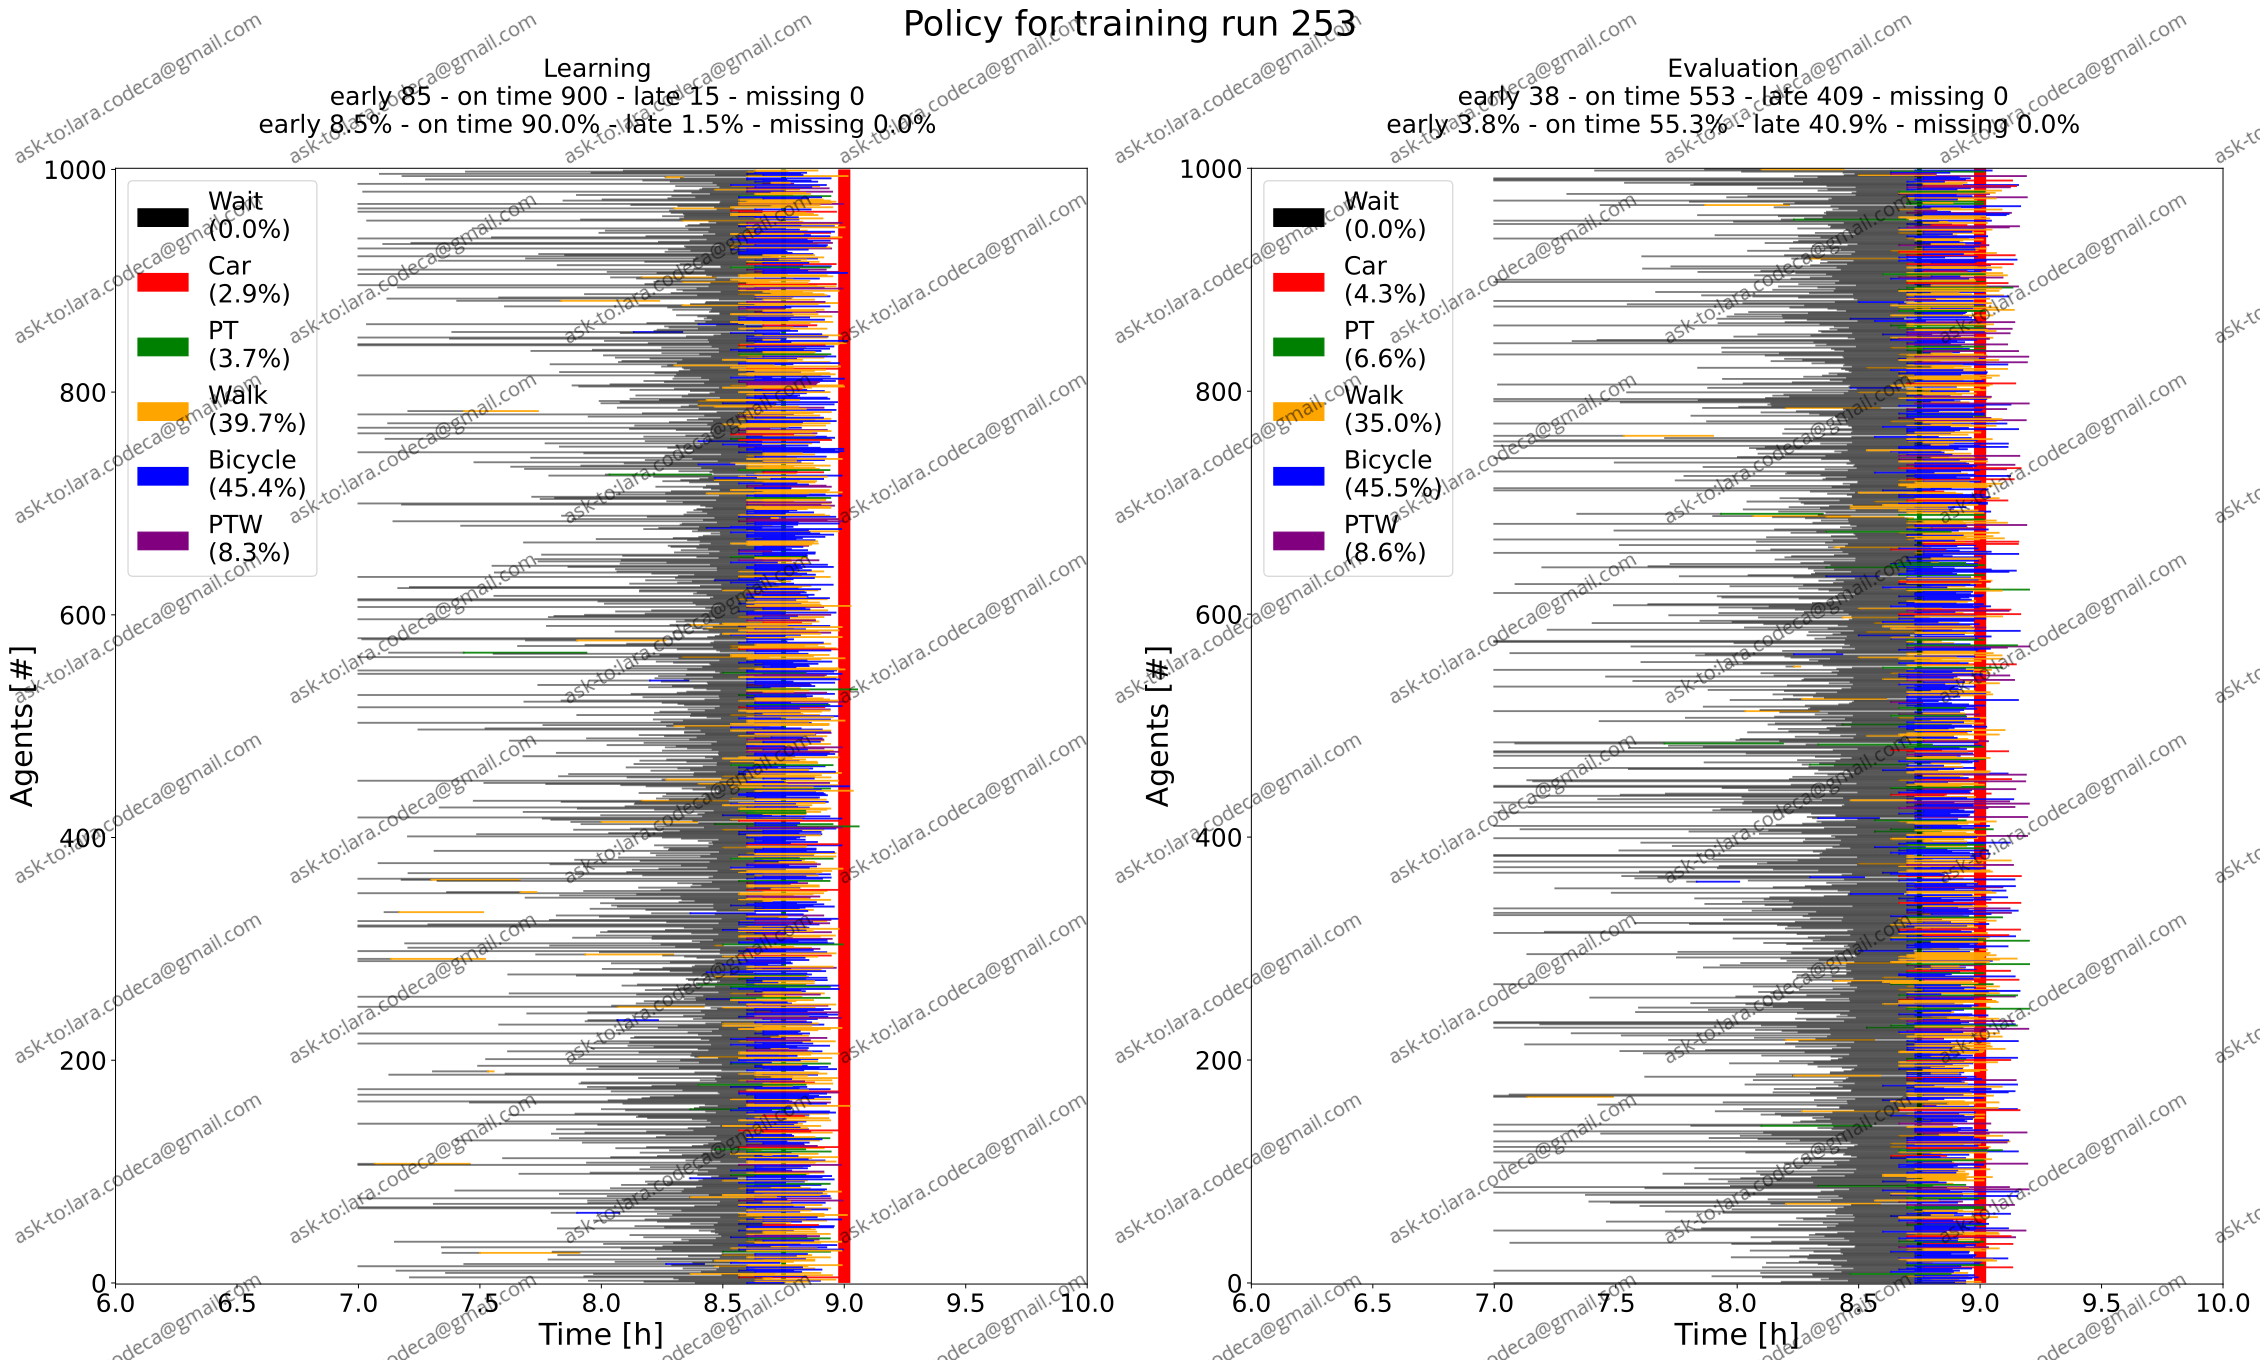 Policy for training run 253
Learning
early 85 - on time 900 - late 15 - missing 0
early 8.5% - on time 90.0% - late 1.5% - missing 0.0%
1000
800
600
400
200
0
Agents [#]
Wait
(0.0%)
Car
(2.9%)
PT
(3.7%)
Walk
(39.7%)
Bicycle
(45.4%)
PTW
(8.3%)
6.0 6.5 7.0 7.5 8.0 8.5 9.0 9.5 10.0
Time [h]
Evaluation
early 38 - on time 553 - late 409 - missing 0
early 3.8% - on time 55.3% - late 40.9% - missing 0.0%
1000
800
600
400
200
0
Agents [#]
Wait
(0.0%)
Car
(4.3%)
PT
(6.6%)
Walk
(35.0%)
Bicycle
(45.5%)
PTW
(8.6%)
6.0 6.5 7.0 7.5 8.0 8.5 9.0 9.5 10.0
Time [h]
ask-to:lara.codeca@gmail.com